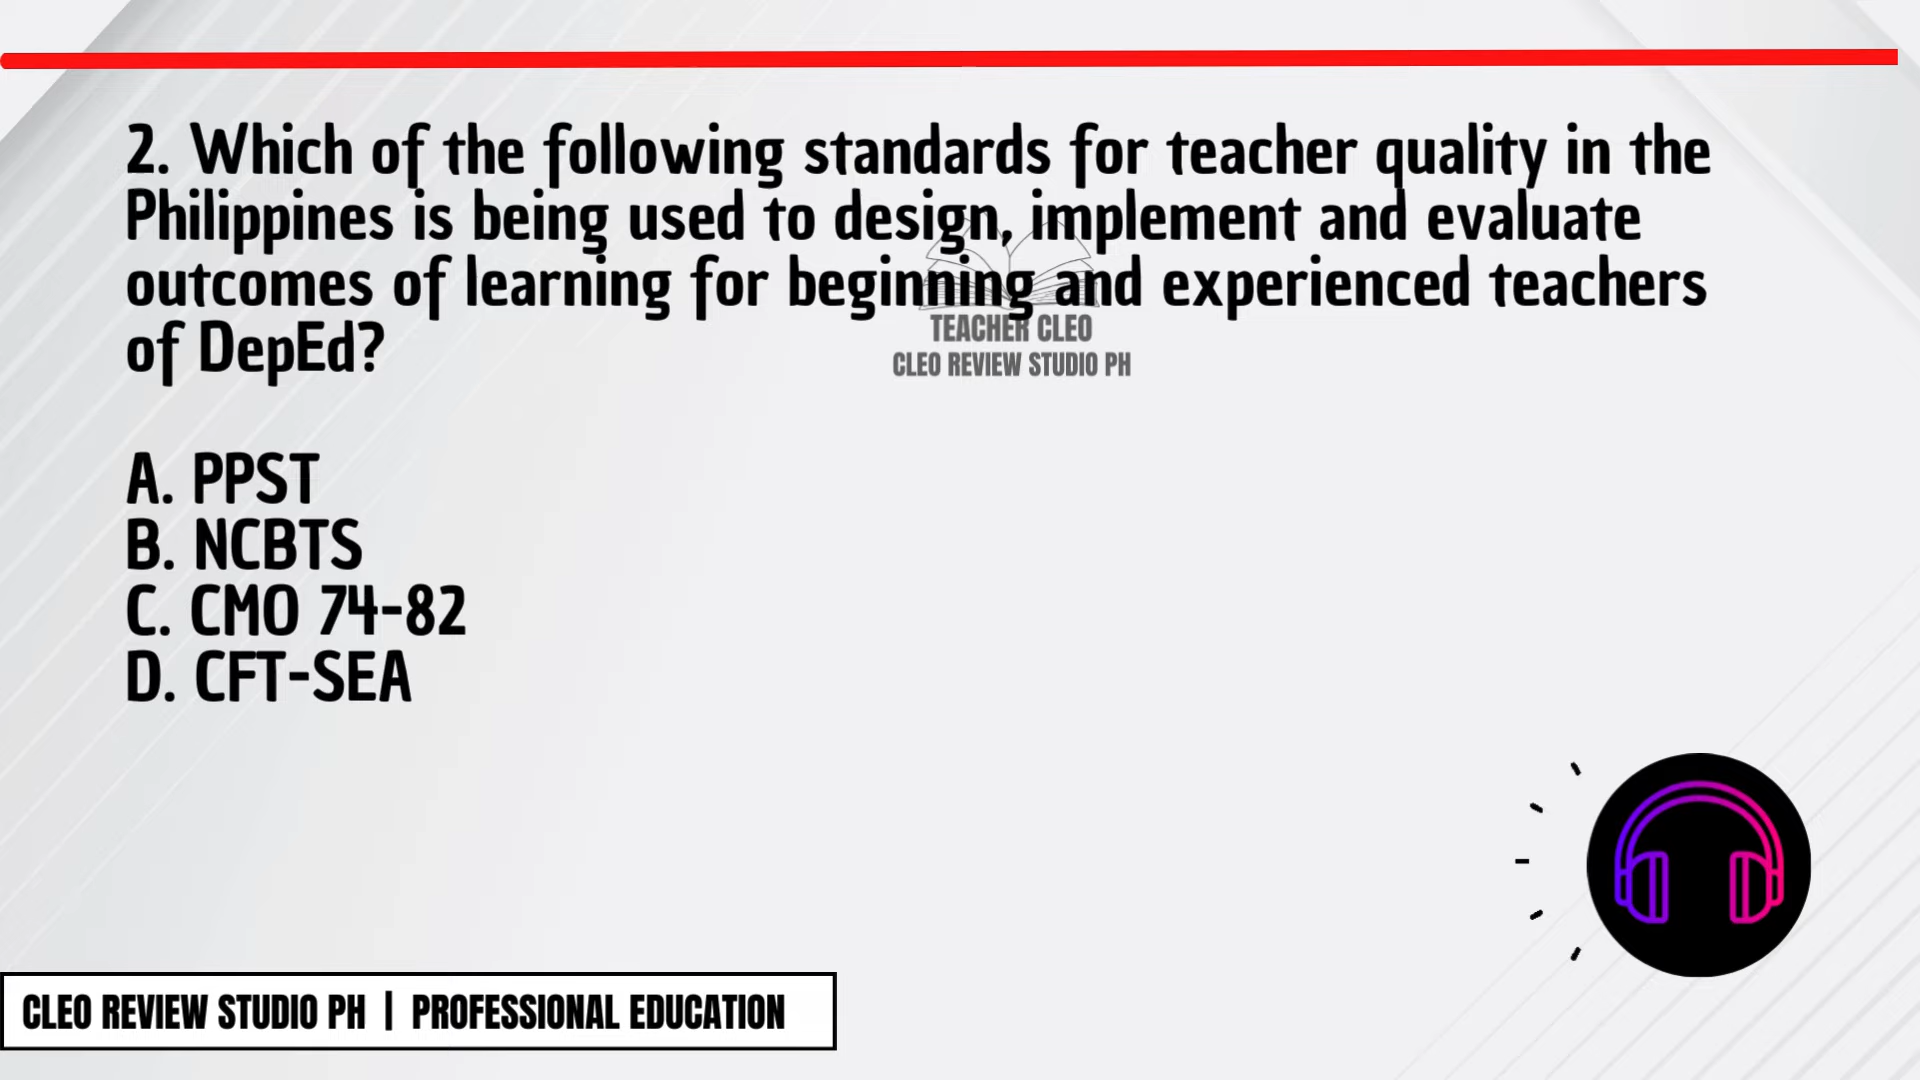 2. Which of the following standards for teacher quality in the
Philippines is being used to design, implement and evaluate
outcomes of learning for beginning and experienced teachers
of DepEd?
TEACHER CLEO
CLEO REVIEW STUDIO PH
A. PPST
B. NCBTS
C. CMO 74-82
D. CFT-SEA
CLEO REVIEW STUDIO PH | PROFESSIONAL EDUCATION